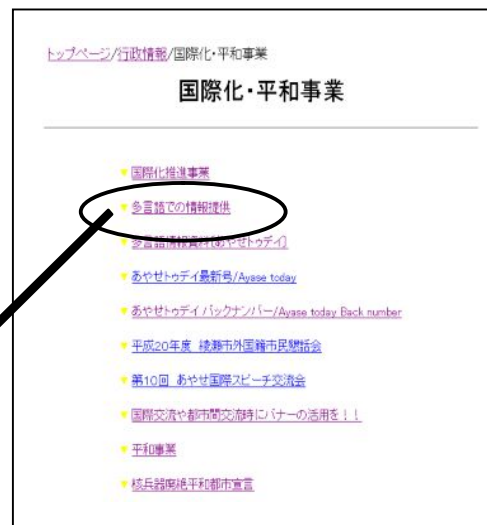 トップページ/行政情報/国際化・平和事業
国際化・平和事業
国際化推進事業
多言語での情報提供
多言語情報資料[あやせトゥデイ]
あやせトゥデイ最新号/Ayase today
あやせトゥデイ バックナンバー/Ayase today Back number
平成20年度 綾瀬市外国籍市民懇話会
第10回 あやせ国際スピーチ交流会
国際交流や都市間交流時にバナーの活用を！！
平和事業
核兵器廃絶平和都市宣言